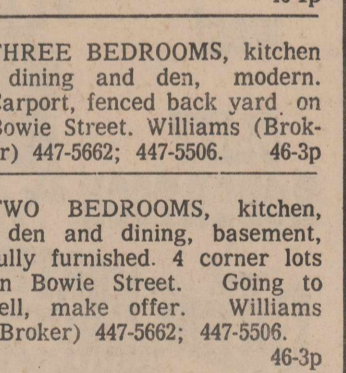 THREE BEDROOMS, kitchen
dining and den, modern.
Carport, fenced back yard on
Bowie Street. Williams (Brok-
r) 447-5662; 447-5506. 46-3p
TWO BEDROOMS, kitchen,
den and dining, basement,
ully furnished. 4 corner lots
n Bowie Street. Going to
ell, make offer. Williams
(Broker) 447-5662; 447-5506.
46-3p